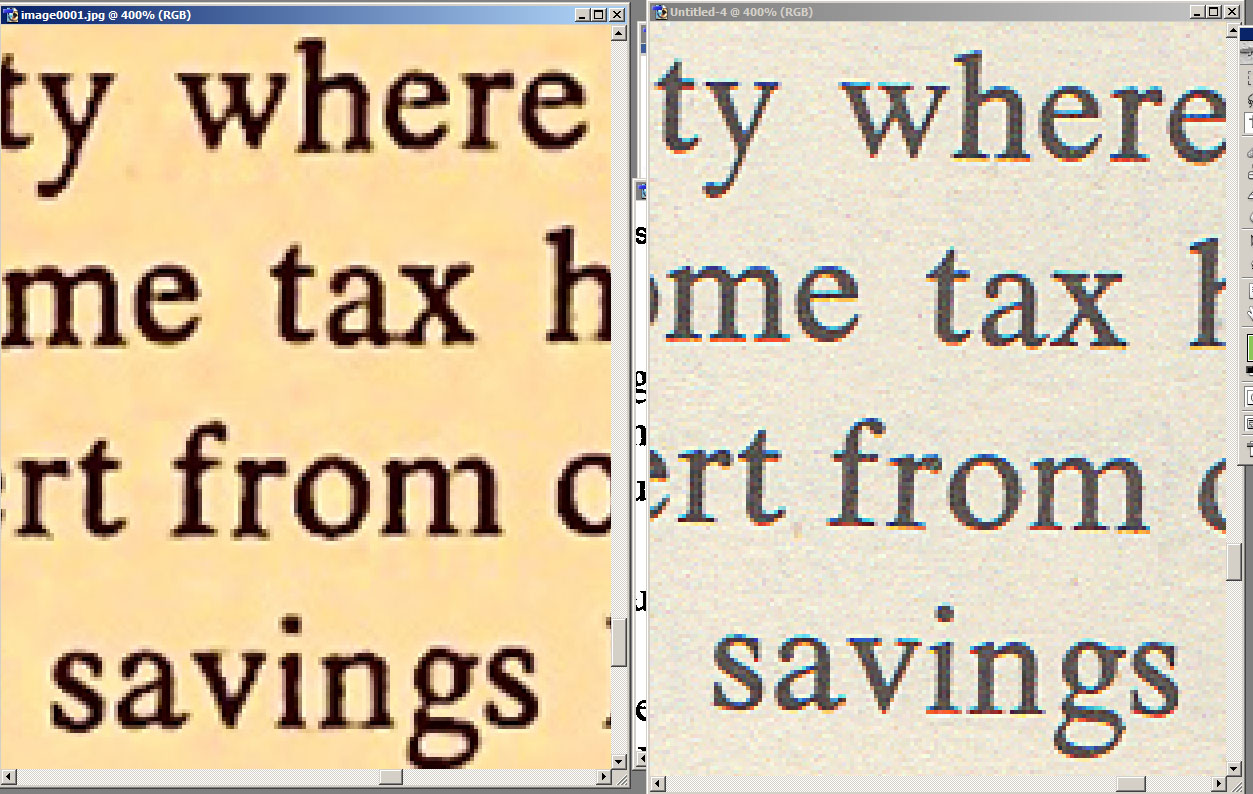 image0001.jpg @ 400% (RGB)
ty where
me tax h
ert from
savings
Untitled-4 @ 400% (RGB)
ty where
ome tax h
ert from
savings